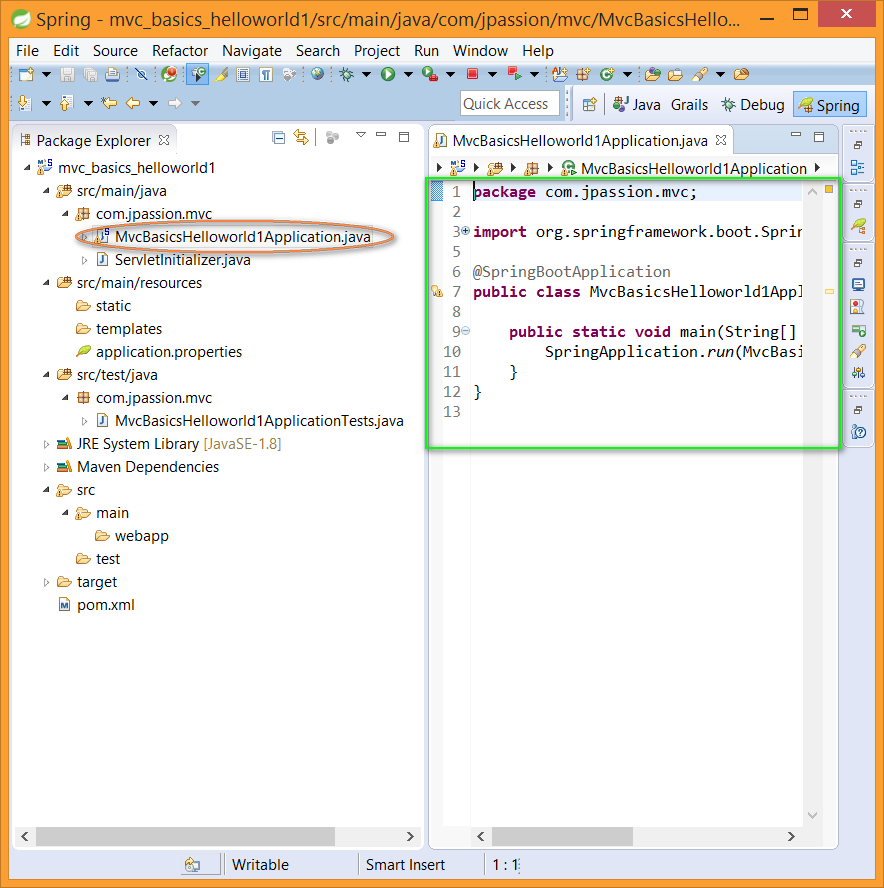 Spring - mvc_basics_helloworld1/src/main/java/com/jpassion/mvc/MvcBasicsHello...
File Edit Source Refactor Navigate Search Project Run Window Help
Quick Access Java Grails Debug Spring
Package Explorer
mvc_basics_helloworld1
src/main/java
com.jpassion.mvc
MvcBasicsHelloworld1Application.java
ServletInitializer.java
src/main/resources
static
templates
application.properties
src/test/java
com.jpassion.mvc
MvcBasicsHelloworld1ApplicationTests.java
JRE System Library [JavaSE-1.8]
Maven Dependencies
src
main
webapp
test
target
pom.xml
MvcBasicsHelloworld1Application.java
MvcBasicsHelloworld1Application
1 package com.jpassion.mvc;
2
3 import org.springframework.boot.Sprin
5
6 @SpringBootApplication
7 public class MvcBasicsHelloworld1Appl
8
9 public static void main(String[]
10 SpringApplication.run(MvcBasi
11 }
12 }
13
Writable Smart Insert 1 : 1